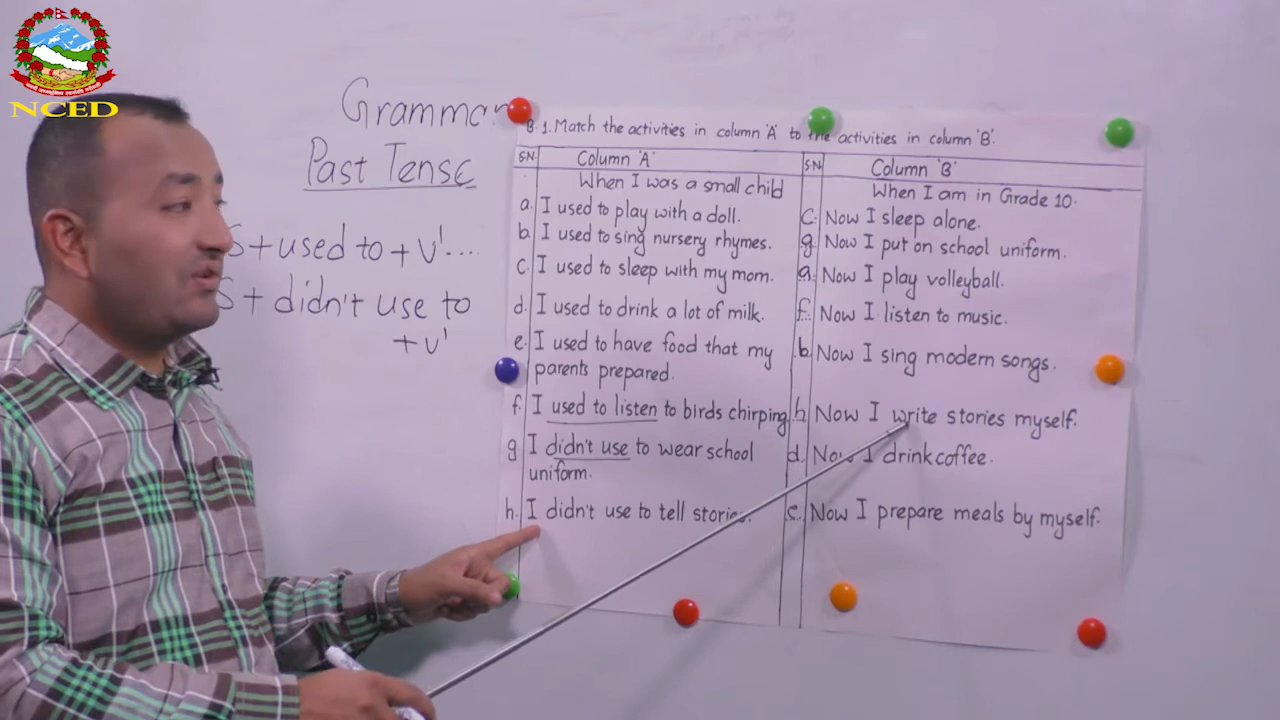 NCED
Grammar
Past Tense
S + used to + v' ....
S + didn't use to
+ v'
B. 1. Match the activities in column 'A' to the activities in column 'B'.
SN. Column 'A' S.N. Column 'B'
When I was a small child When I am in Grade 10.
a. I used to play with a doll. C. Now I sleep alone.
b. I used to sing nursery rhymes. g. Now I put on school uniform.
c. I used to sleep with my mom. a. Now I play volleyball.
d. I used to drink a lot of milk. f. Now I listen to music.
e. I used to have food that my b. Now I sing modern songs.
parents prepared.
f. I used to listen to birds chirping h. Now I write stories myself.
g I didn't use to wear school d. Now I drink coffee.
uniform.
h. I didn't use to tell stories. e. Now I prepare meals by myself.